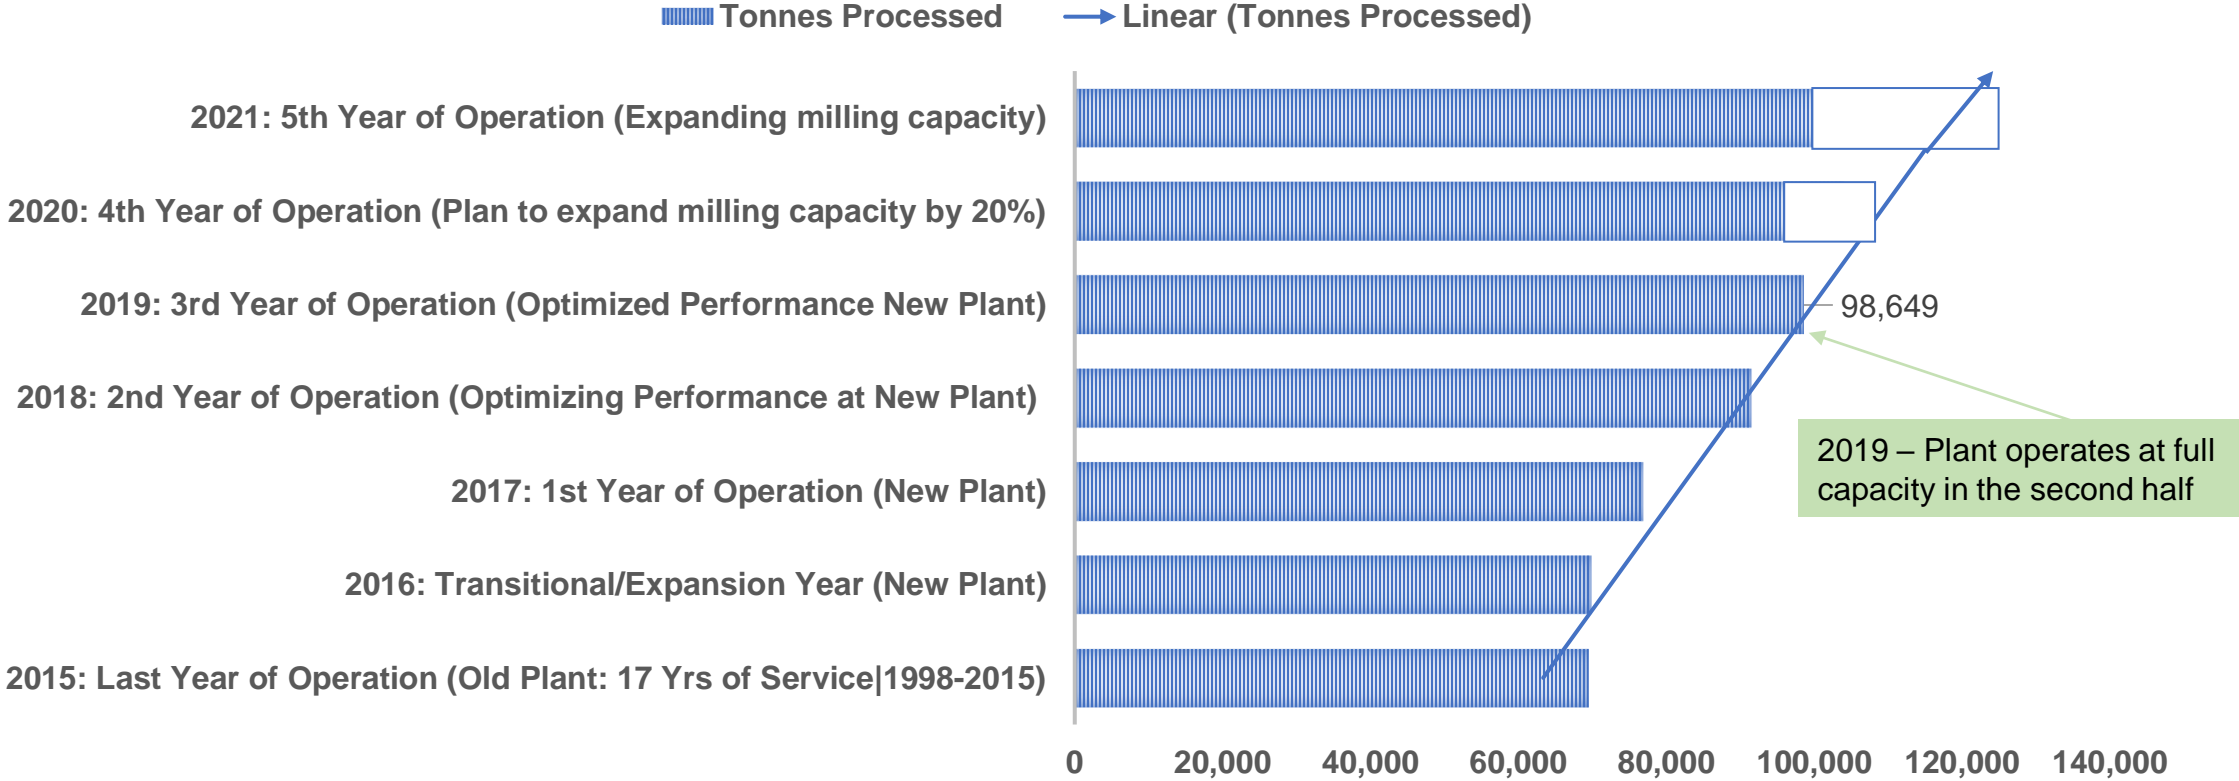 Tonnes Processed
Linear (Tonnes Processed)
2021: 5th Year of Operation (Expanding milling capacity)
2020: 4th Year of Operation (Plan to expand milling capacity by 20%)
2019: 3rd Year of Operation (Optimized Performance New Plant)
98,649
2018: 2nd Year of Operation (Optimizing Performance at New Plant)
2019 – Plant operates at full
capacity in the second half
2017: 1st Year of Operation (New Plant)
2016: Transitional/Expansion Year (New Plant)
2015: Last Year of Operation (Old Plant: 17 Yrs of Service|1998-2015)
0 20,000 40,000 60,000 80,000 100,000 120,000 140,000